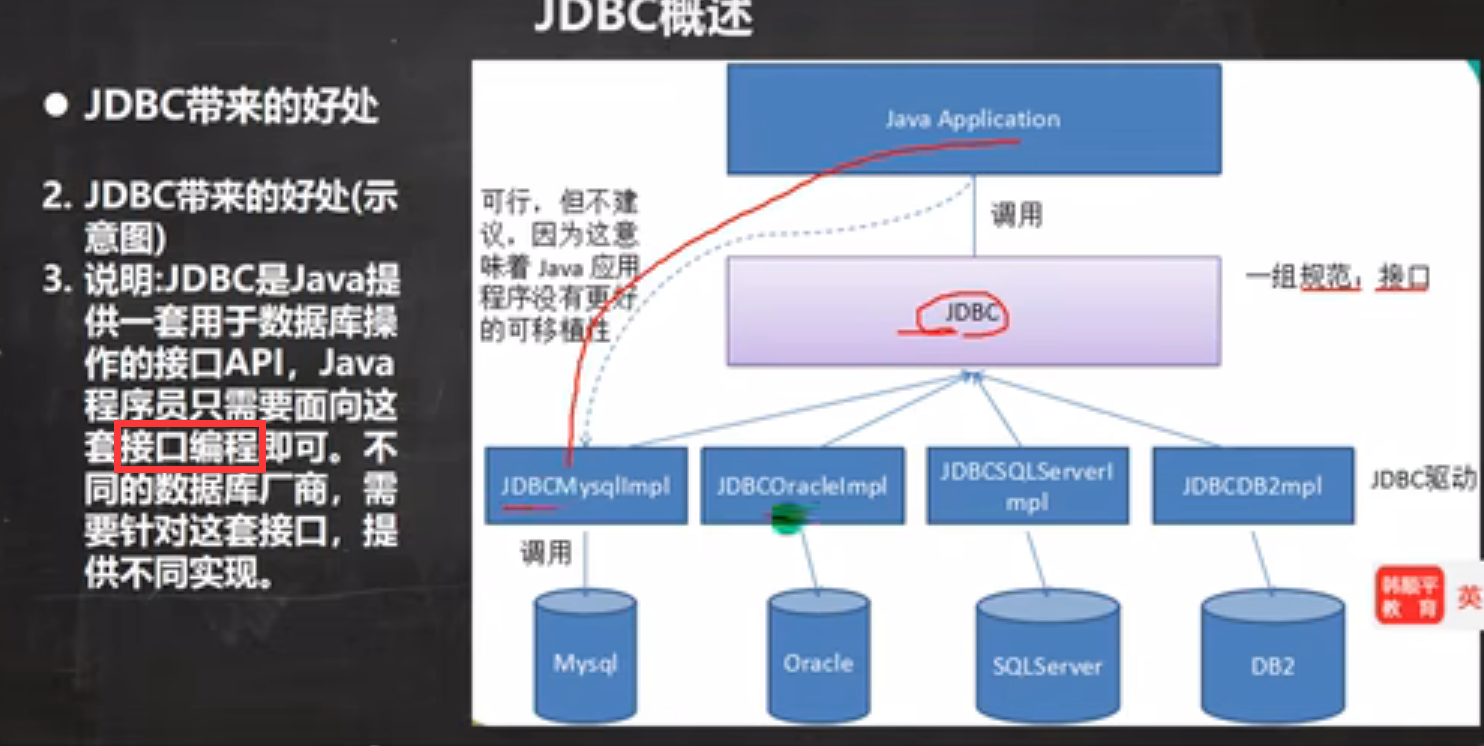 JDBC概述
● JDBC带来的好处
2. JDBC带来的好处(示
意图)
3. 说明:JDBC是Java提
供一套用于数据库操
作的接口API，Java
程序员只需要面向这
套接口编程即可。不
同的数据库厂商，需
要针对这套接口，提
供不同实现。
Java Application
可行，但不建
议，因为这意
味着 Java 应用
程序没有更好
的可移植性
调用
JDBC
一组规范，接口
JDBCMysqlImpl
JDBCOracleImpl
JDBCSQLServerI
mpl
JDBCDB2mpl
JDBC驱动
调用
Mysql
Oracle
SQLServer
DB2
韩顺平
教 育
英